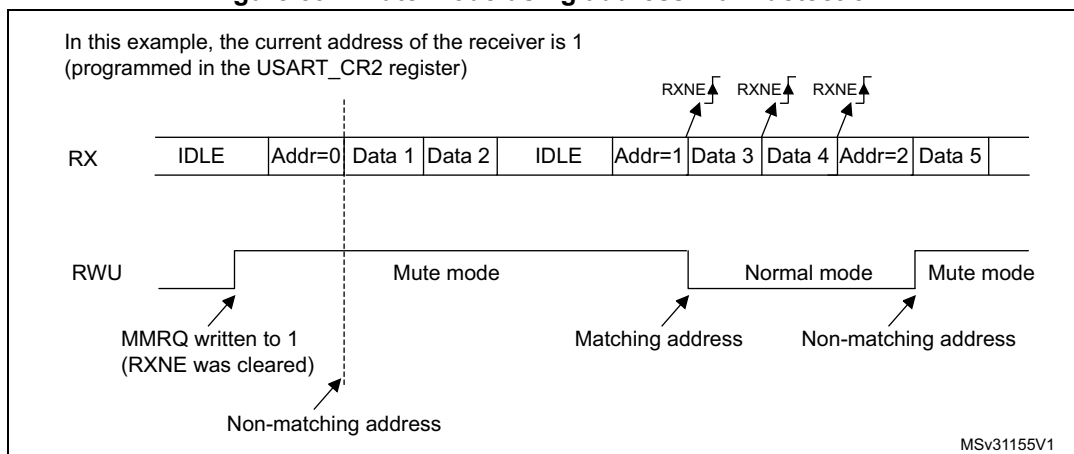 In this example, the current address of the receiver is 1
(programmed in the USART_CR2 register)
RXNE RXNE RXNE
RX IDLE Addr=0 Data 1 Data 2 IDLE Addr=1 Data 3 Data 4 Addr=2 Data 5
RWU Mute mode Normal mode Mute mode
MMRQ written to 1 Matching address Non-matching address
(RXNE was cleared)
Non-matching address
MSv31155V1